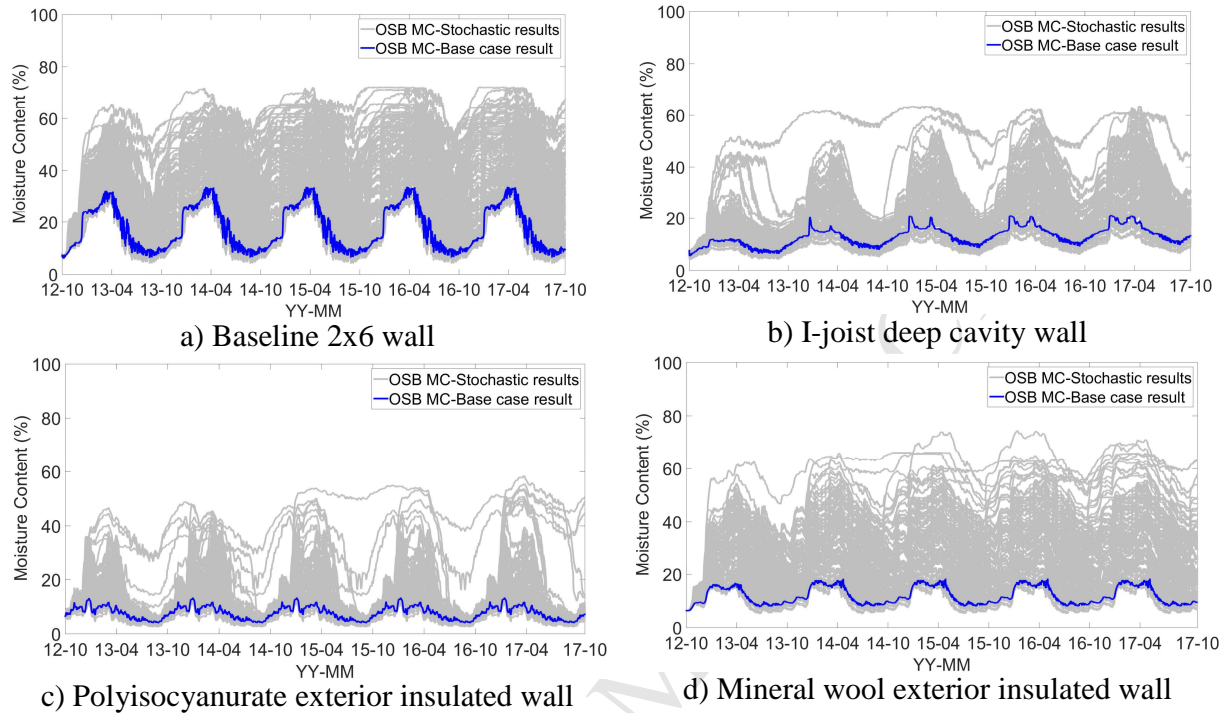 OSB MC-Stochastic results
OSB MC-Base case result
Moisture Content (%)
100
80
60
40
20
0
12-10 13-04 13-10 14-04 14-10 15-04 15-10 16-04 16-10 17-04 17-10
YY-MM
a) Baseline 2x6 wall
OSB MC-Stochastic results
OSB MC-Base case result
Moisture Content (%)
100
80
60
40
20
0
12-10 13-04 13-10 14-04 14-10 15-04 15-10 16-04 16-10 17-04 17-10
YY-MM
b) I-joist deep cavity wall
OSB MC-Stochastic results
OSB MC-Base case result
Moisture Content (%)
100
80
60
40
20
0
12-10 13-04 13-10 14-04 14-10 15-04 15-10 16-04 16-10 17-04 17-10
YY-MM
c) Polyisocyanurate exterior insulated wall
OSB MC-Stochastic results
OSB MC-Base case result
Moisture Content (%)
100
80
60
40
20
0
12-10 13-04 13-10 14-04 14-10 15-04 15-10 16-04 16-10 17-04 17-10
YY-MM
d) Mineral wool exterior insulated wall